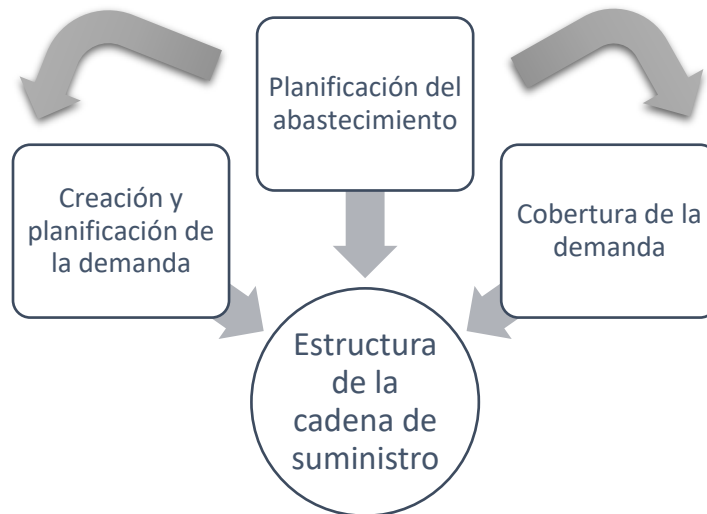 Planificación del
abastecimiento
Creación y
planificación de
la demanda
Cobertura de la
demanda
Estructura
de la
cadena de
suministro